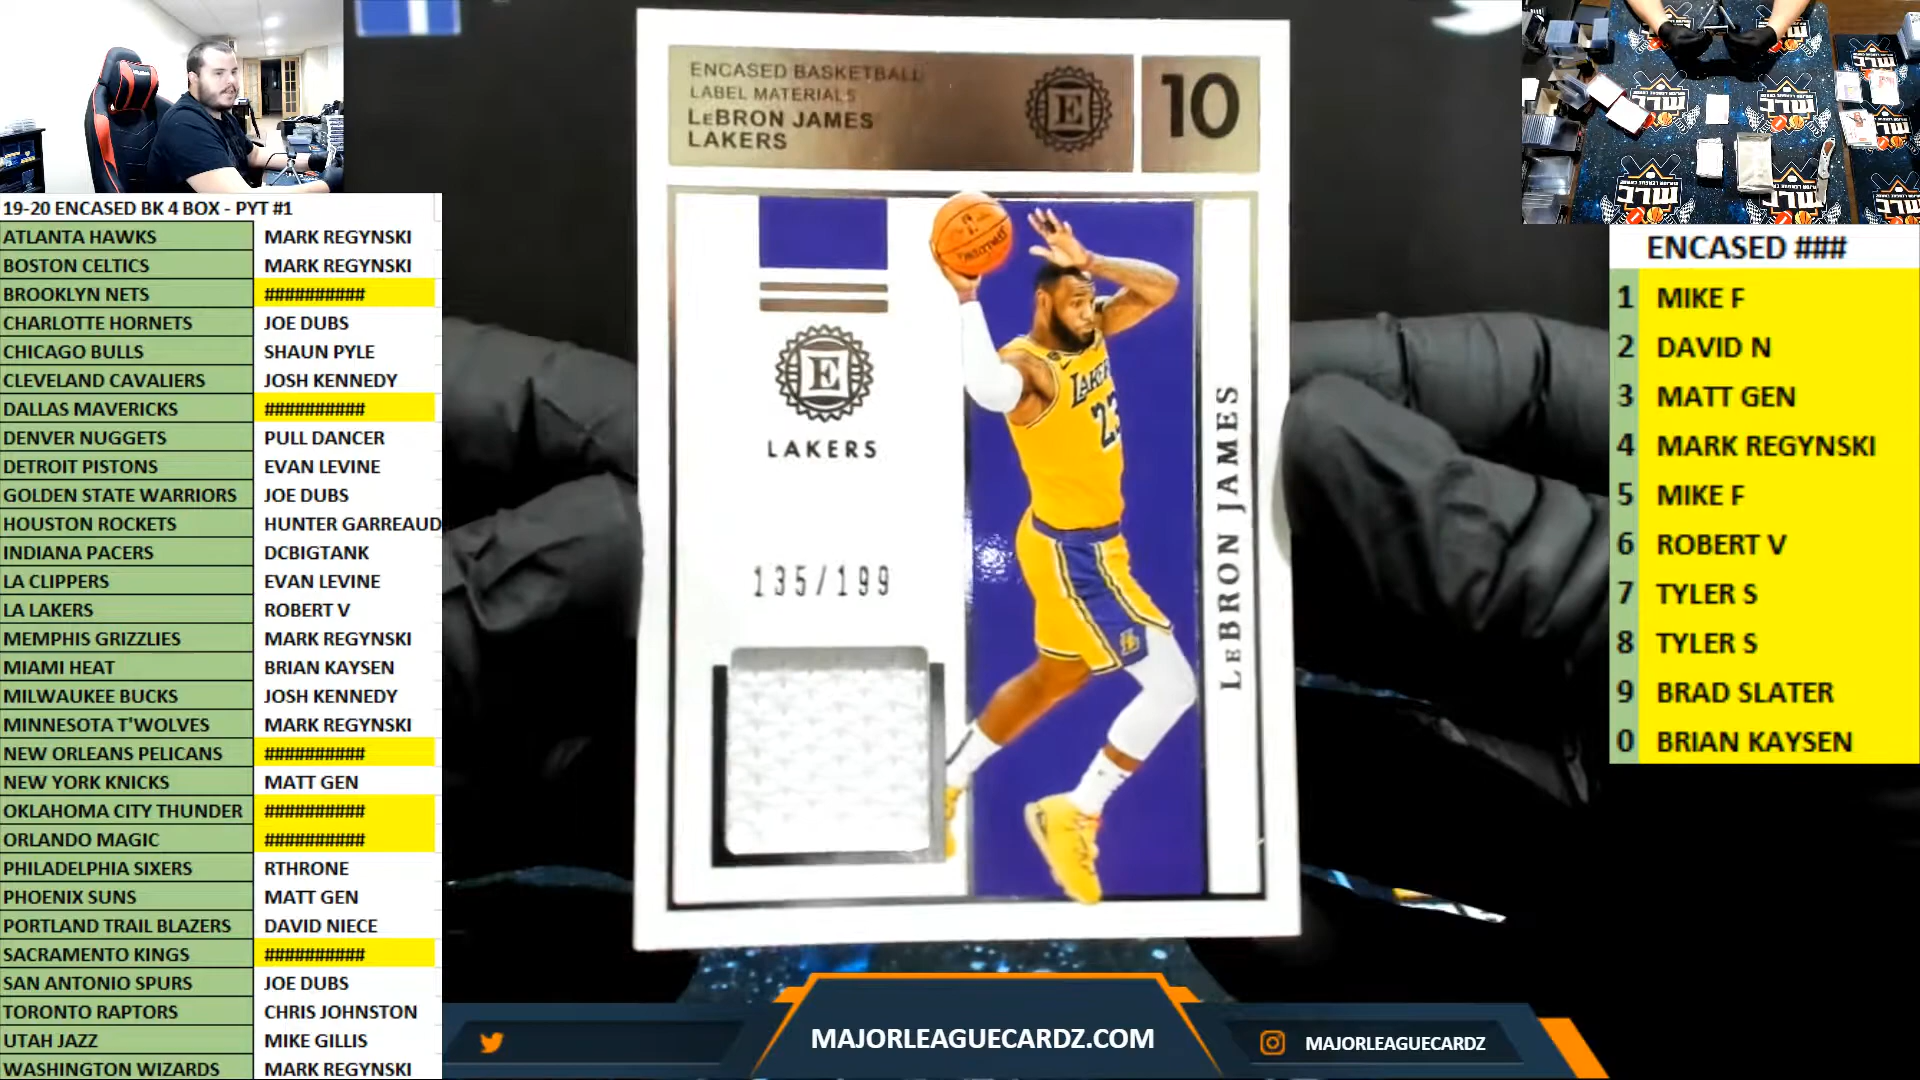 19-20 ENCASED BK 4 BOX - PYT #1
ATLANTA HAWKS MARK REGYNSKI
BOSTON CELTICS MARK REGYNSKI
BROOKLYN NETS ##########
CHARLOTTE HORNETS JOE DUBS
CHICAGO BULLS SHAUN PYLE
CLEVELAND CAVALIERS JOSH KENNEDY
DALLAS MAVERICKS ##########
DENVER NUGGETS PULL DANCER
DETROIT PISTONS EVAN LEVINE
GOLDEN STATE WARRIORS JOE DUBS
HOUSTON ROCKETS HUNTER GARREAUD
INDIANA PACERS DCBIGTANK
LA CLIPPERS EVAN LEVINE
LA LAKERS ROBERT V
MEMPHIS GRIZZLIES MARK REGYNSKI
MIAMI HEAT BRIAN KAYSEN
MILWAUKEE BUCKS JOSH KENNEDY
MINNESOTA T'WOLVES MARK REGYNSKI
NEW ORLEANS PELICANS ##########
NEW YORK KNICKS MATT GEN
OKLAHOMA CITY THUNDER ##########
ORLANDO MAGIC ##########
PHILADELPHIA SIXERS RTHRONE
PHOENIX SUNS MATT GEN
PORTLAND TRAIL BLAZERS DAVID NIECE
SACRAMENTO KINGS ##########
SAN ANTONIO SPURS JOE DUBS
TORONTO RAPTORS CHRIS JOHNSTON
UTAH JAZZ MIKE GILLIS
WASHINGTON WIZARDS MARK REGYNSKI
ENCASED BASKETBALL
LABEL MATERIALS
LeBRON JAMES
LAKERS
E
10
E
LAKERS
135/199
LAKERS
23
LeBRON JAMES
ENCASED ###
1 MIKE F
2 DAVID N
3 MATT GEN
4 MARK REGYNSKI
5 MIKE F
6 ROBERT V
7 TYLER S
8 TYLER S
9 BRAD SLATER
0 BRIAN KAYSEN
MAJORLEAGUECARDZ.COM
MAJORLEAGUECARDZ